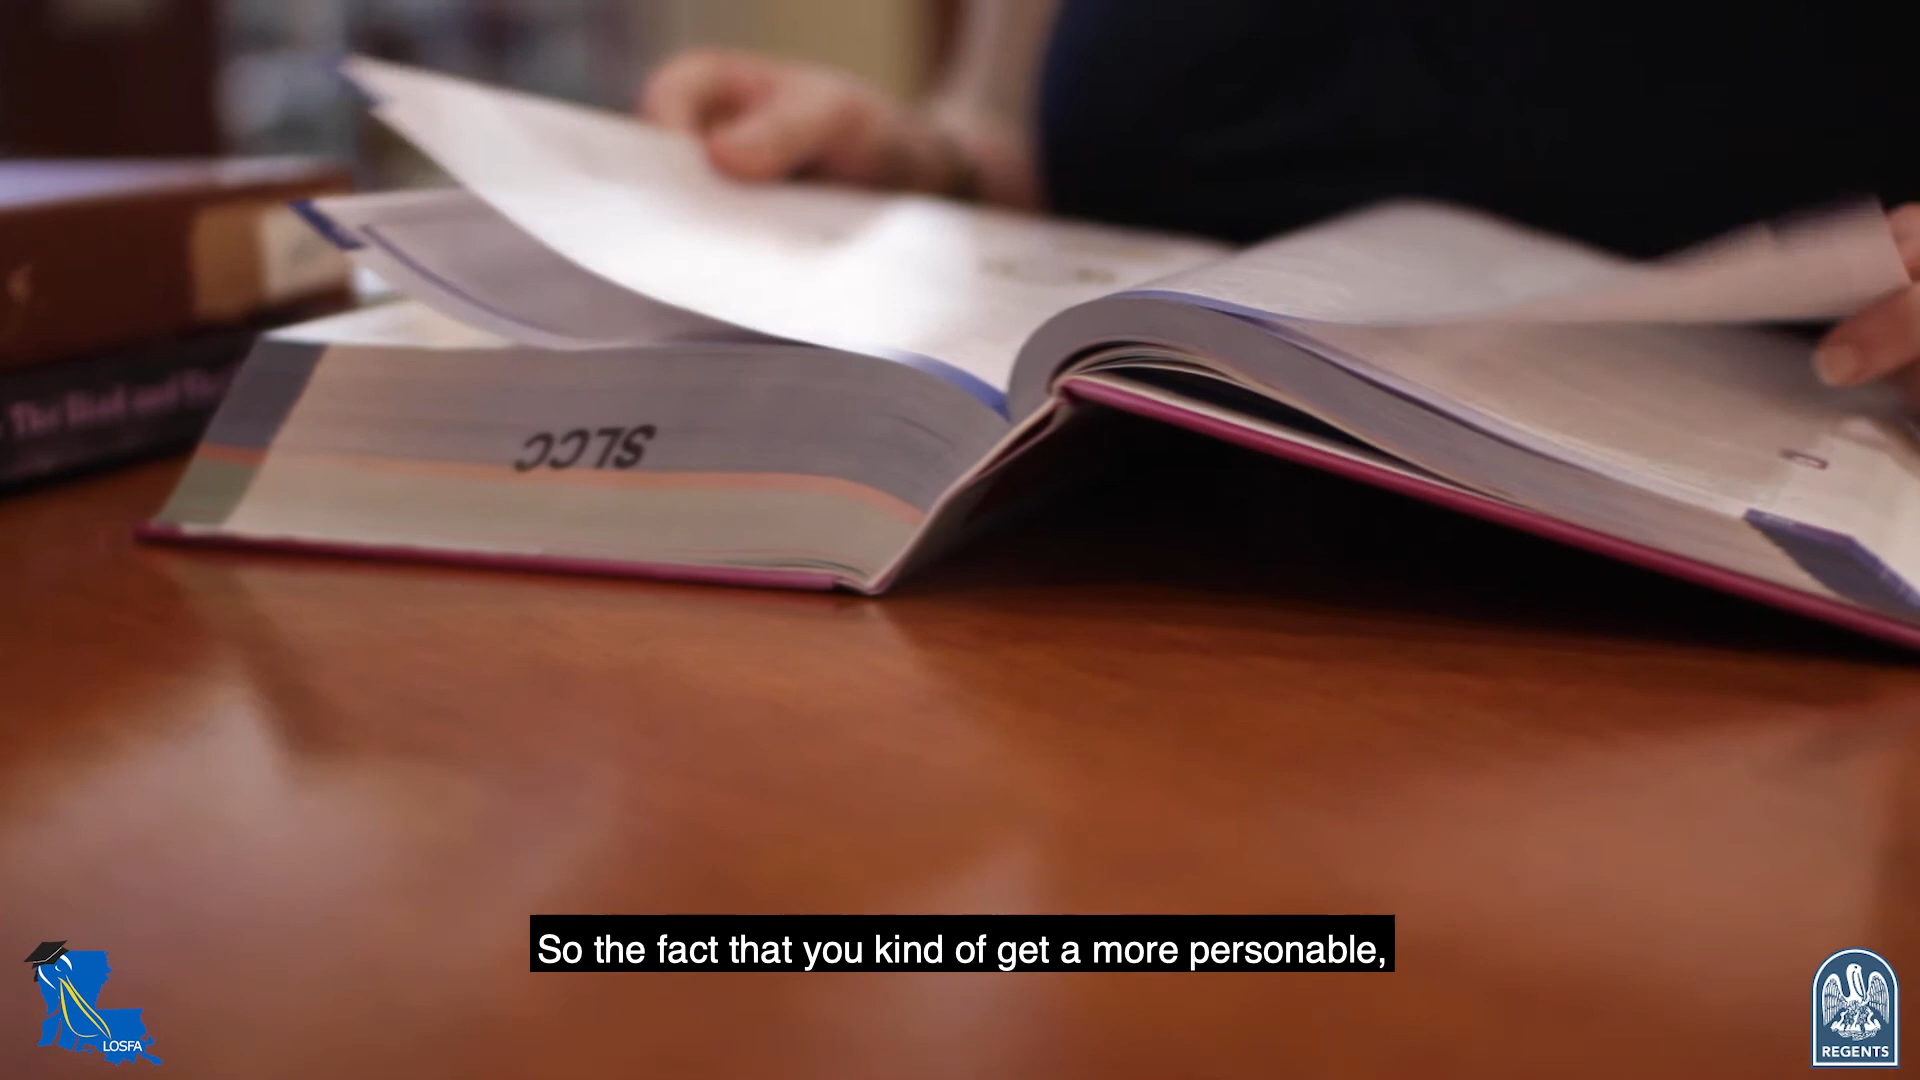 SLCC
So the fact that you kind of get a more personable,
LOSFA
REGENTS